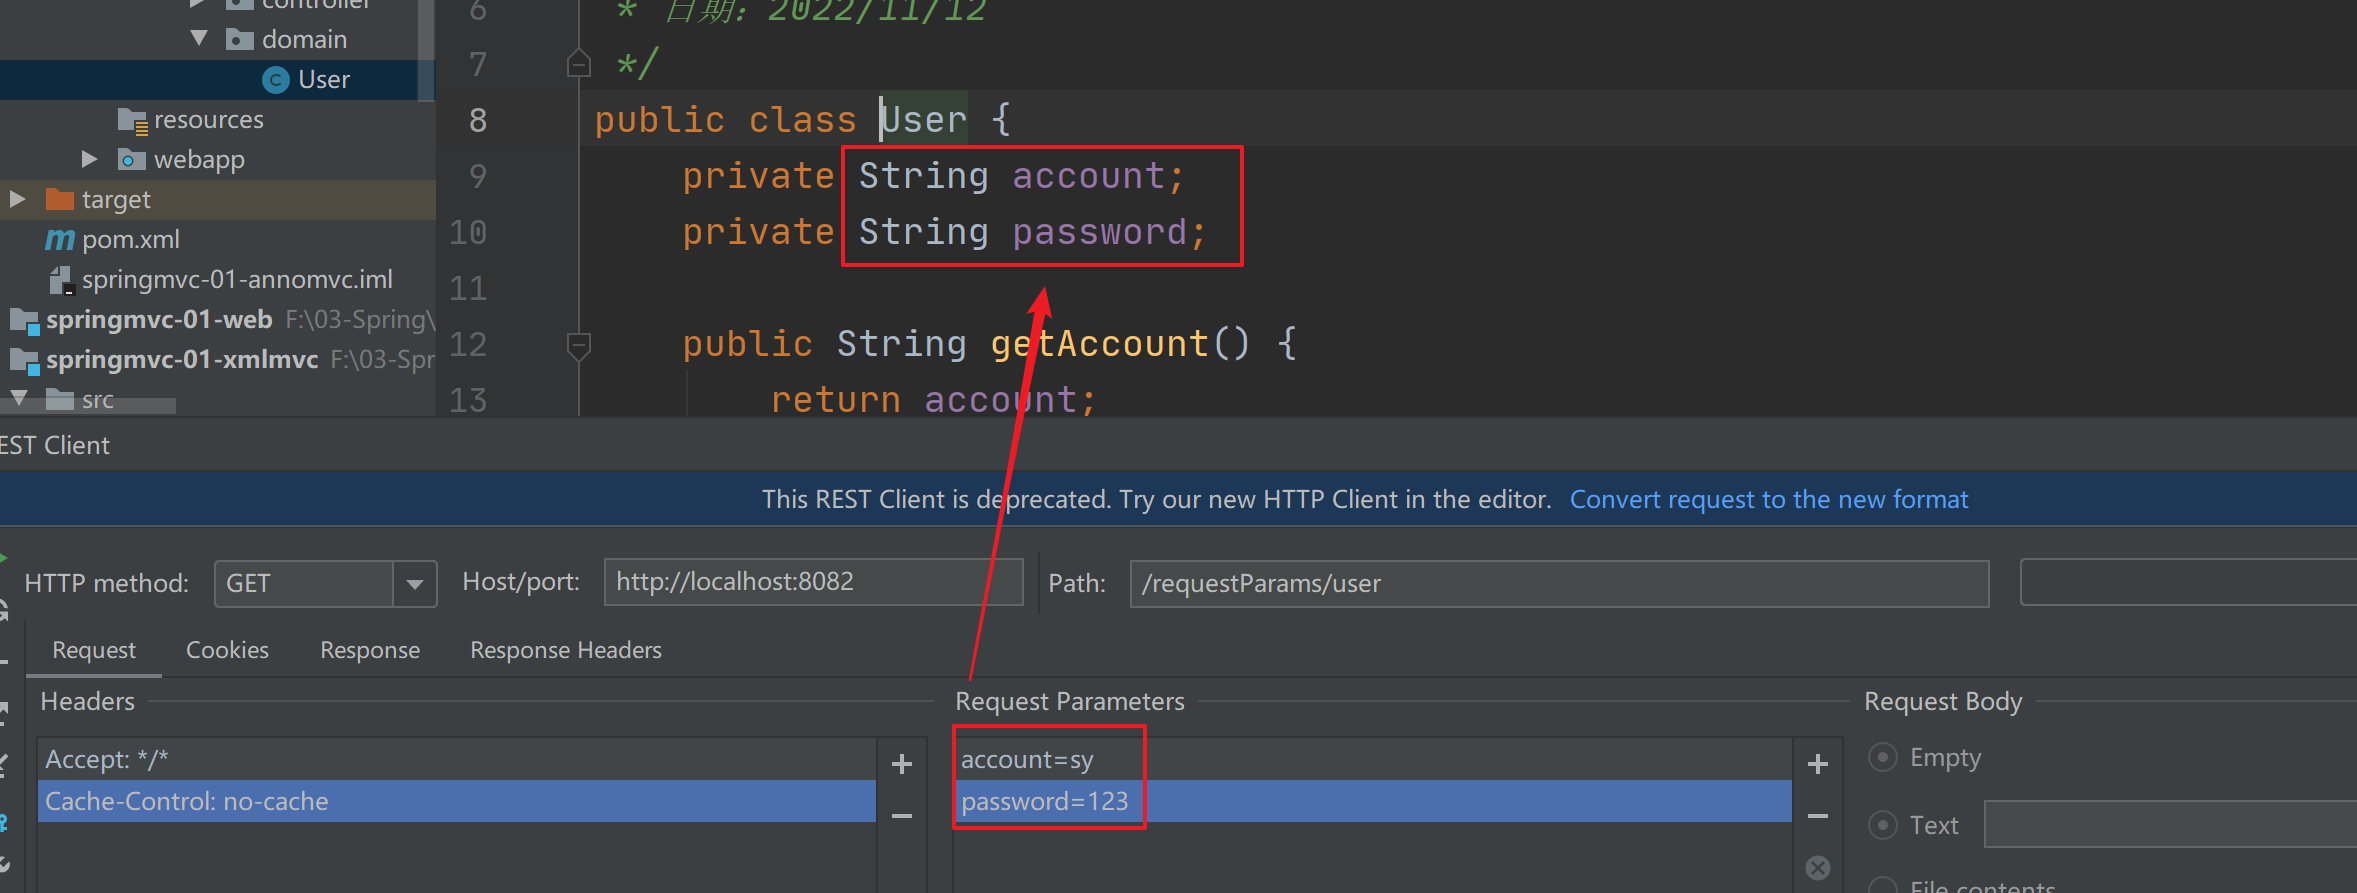 controller
domain
User
resources
webapp
target
pom.xml
springmvc-01-annomvc.iml
springmvc-01-web F:\03-Spring\
springmvc-01-xmlmvc F:\03-Spr
src
6 * 日期：2022/11/12
7 */
8 public class User {
9 private String account;
10 private String password;
11
12 public String getAccount() {
13 return account;
EST Client
This REST Client is deprecated. Try our new HTTP Client in the editor. Convert request to the new format
HTTP method: GET Host/port: http://localhost:8082 Path: /requestParams/user
Request Cookies Response Response Headers
Headers
Accept: */*
Cache-Control: no-cache
Request Parameters
account=sy
password=123
Request Body
Empty
Text
File contents